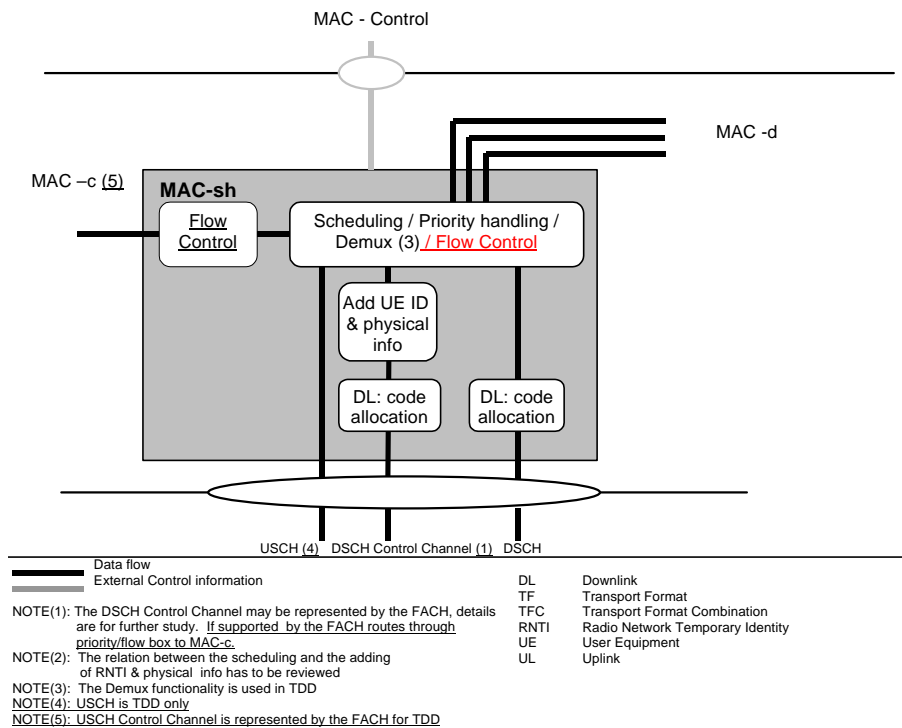 MAC - Control
MAC -d
MAC –c (5)
MAC-sh
Flow
Control
Scheduling / Priority handling /
Demux (3) / Flow Control
Add UE ID
& physical
info
DL: code
allocation
DL: code
allocation
USCH (4)
DSCH Control Channel (1)
DSCH
Data flow
External Control information
NOTE(1): The DSCH Control Channel may be represented by the FACH, details
are for further study. If supported by the FACH routes through
priority/flow box to MAC-c.
NOTE(2): The relation between the scheduling and the adding
of RNTI & physical info has to be reviewed
NOTE(3): The Demux functionality is used in TDD
NOTE(4): USCH is TDD only
NOTE(5): USCH Control Channel is represented by the FACH for TDD
DL Downlink
TF Transport Format
TFC Transport Format Combination
RNTI Radio Network Temporary Identity
UE User Equipment
UL Uplink